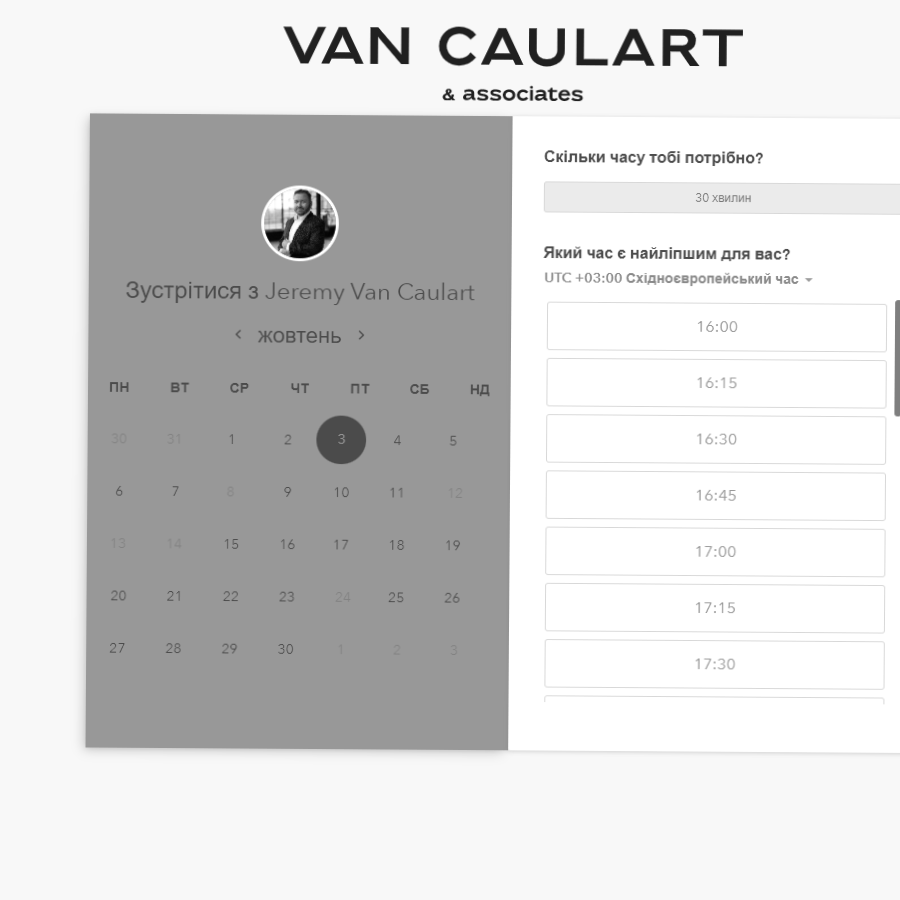 VAN CAULART
& associates
Зустрітися з Jeremy Van Caulart
жовтень
ПН ВТ СР ЧТ ПТ СБ НД
30 31 1 2 3 4 5
6 7 8 9 10 11 12
13 14 15 16 17 18 19
20 21 22 23 24 25 26
27 28 29 30 1 2 3
Скільки часу тобі потрібно?
30 хвилин
Який час є найліпшим для вас?
UTC +03:00 Східноєвропейський час
16:00
16:15
16:30
16:45
17:00
17:15
17:30